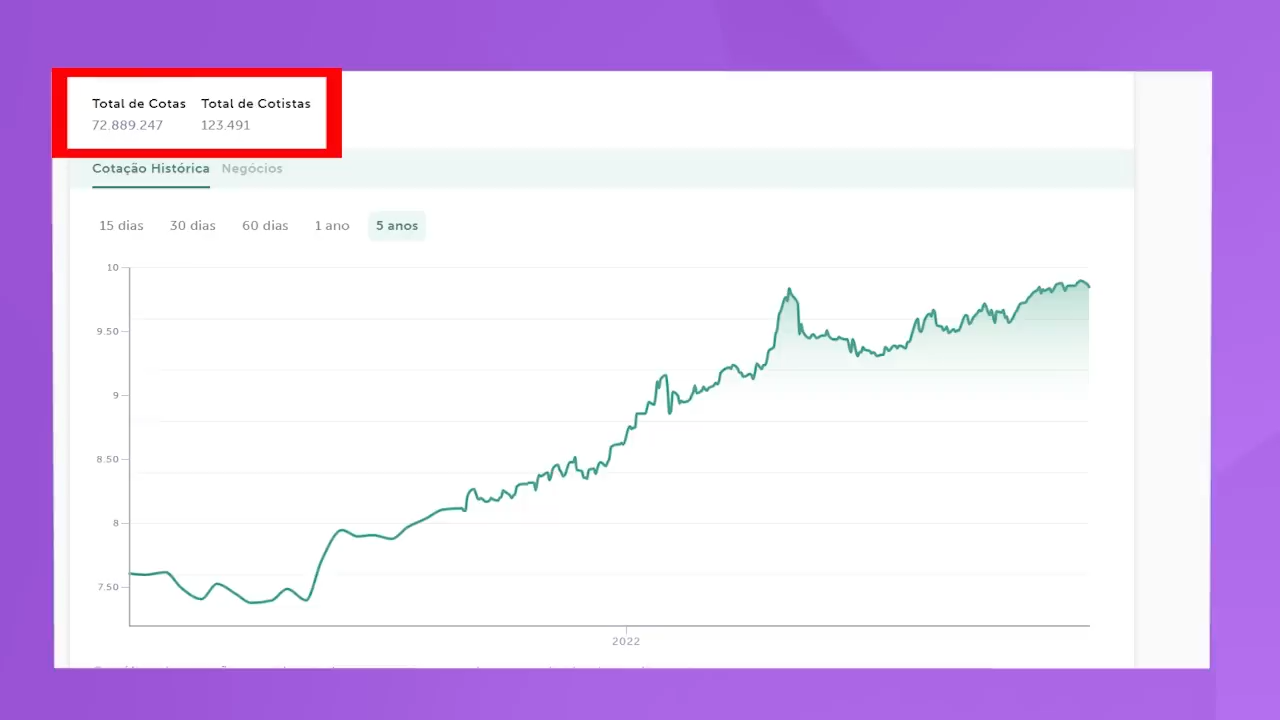 Total de Cotas Total de Cotistas
72.889.247 123.491
Cotação Histórica Negócios
15 dias 30 dias 60 dias 1 ano 5 anos
10
9.50
9
8.50
8
7.50
2022